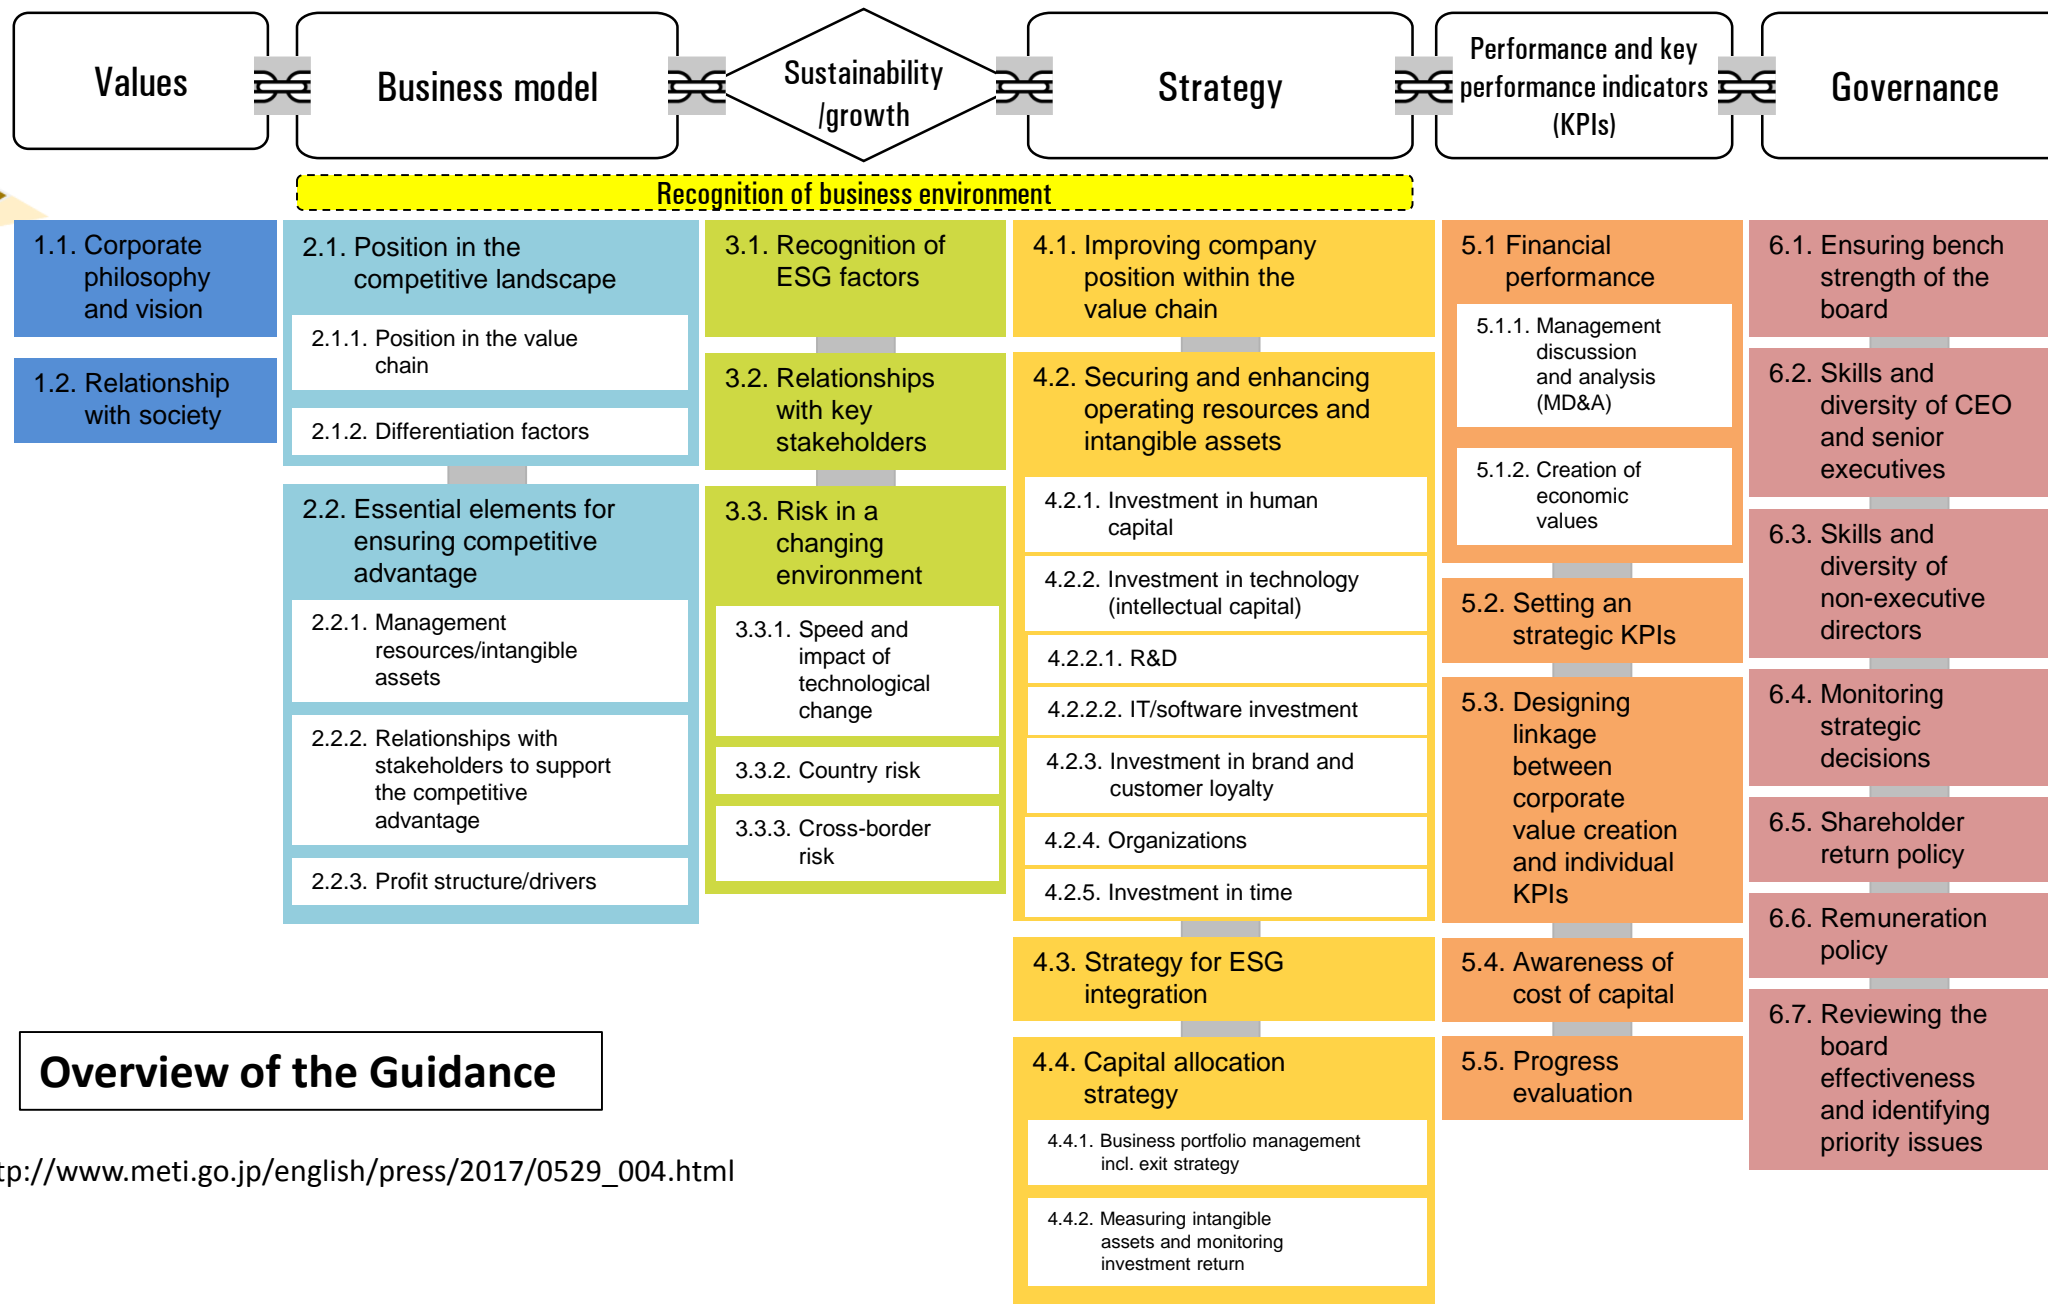 Values
Business model
Sustainability
/growth
Strategy
Performance and key
performance indicators
(KPIs)
Governance
Recognition of business environment
1.1. Corporate
philosophy
and vision
1.2. Relationship
with society
2.1. Position in the
competitive landscape
2.1.1. Position in the value
chain
2.1.2. Differentiation factors
2.2. Essential elements for
ensuring competitive
advantage
2.2.1. Management
resources/intangible
assets
2.2.2. Relationships with
stakeholders to support
the competitive
advantage
2.2.3. Profit structure/drivers
3.1. Recognition of
ESG factors
3.2. Relationships
with key
stakeholders
3.3. Risk in a
changing
environment
3.3.1. Speed and
impact of
technological
change
3.3.2. Country risk
3.3.3. Cross-border
risk
4.1. Improving company
position within the
value chain
4.2. Securing and enhancing
operating resources and
intangible assets
4.2.1. Investment in human
capital
4.2.2. Investment in technology
(intellectual capital)
4.2.2.1. R&D
4.2.2.2. IT/software investment
4.2.3. Investment in brand and
customer loyalty
4.2.4. Organizations
4.2.5. Investment in time
4.3. Strategy for ESG
integration
4.4. Capital allocation
strategy
4.4.1. Business portfolio management
incl. exit strategy
4.4.2. Measuring intangible
assets and monitoring
investment return
5.1 Financial
performance
5.1.1. Management
discussion
and analysis
(MD&A)
5.1.2. Creation of
economic
values
5.2. Setting an
strategic KPIs
5.3. Designing
linkage
between
corporate
value creation
and individual
KPIs
5.4. Awareness of
cost of capital
5.5. Progress
evaluation
6.1. Ensuring bench
strength of the
board
6.2. Skills and
diversity of CEO
and senior
executives
6.3. Skills and
diversity of
non-executive
directors
6.4. Monitoring
strategic
decisions
6.5. Shareholder
return policy
6.6. Remuneration
policy
6.7. Reviewing the
board
effectiveness
and identifying
priority issues
Overview of the Guidance
tp://www.meti.go.jp/english/press/2017/0529_004.html